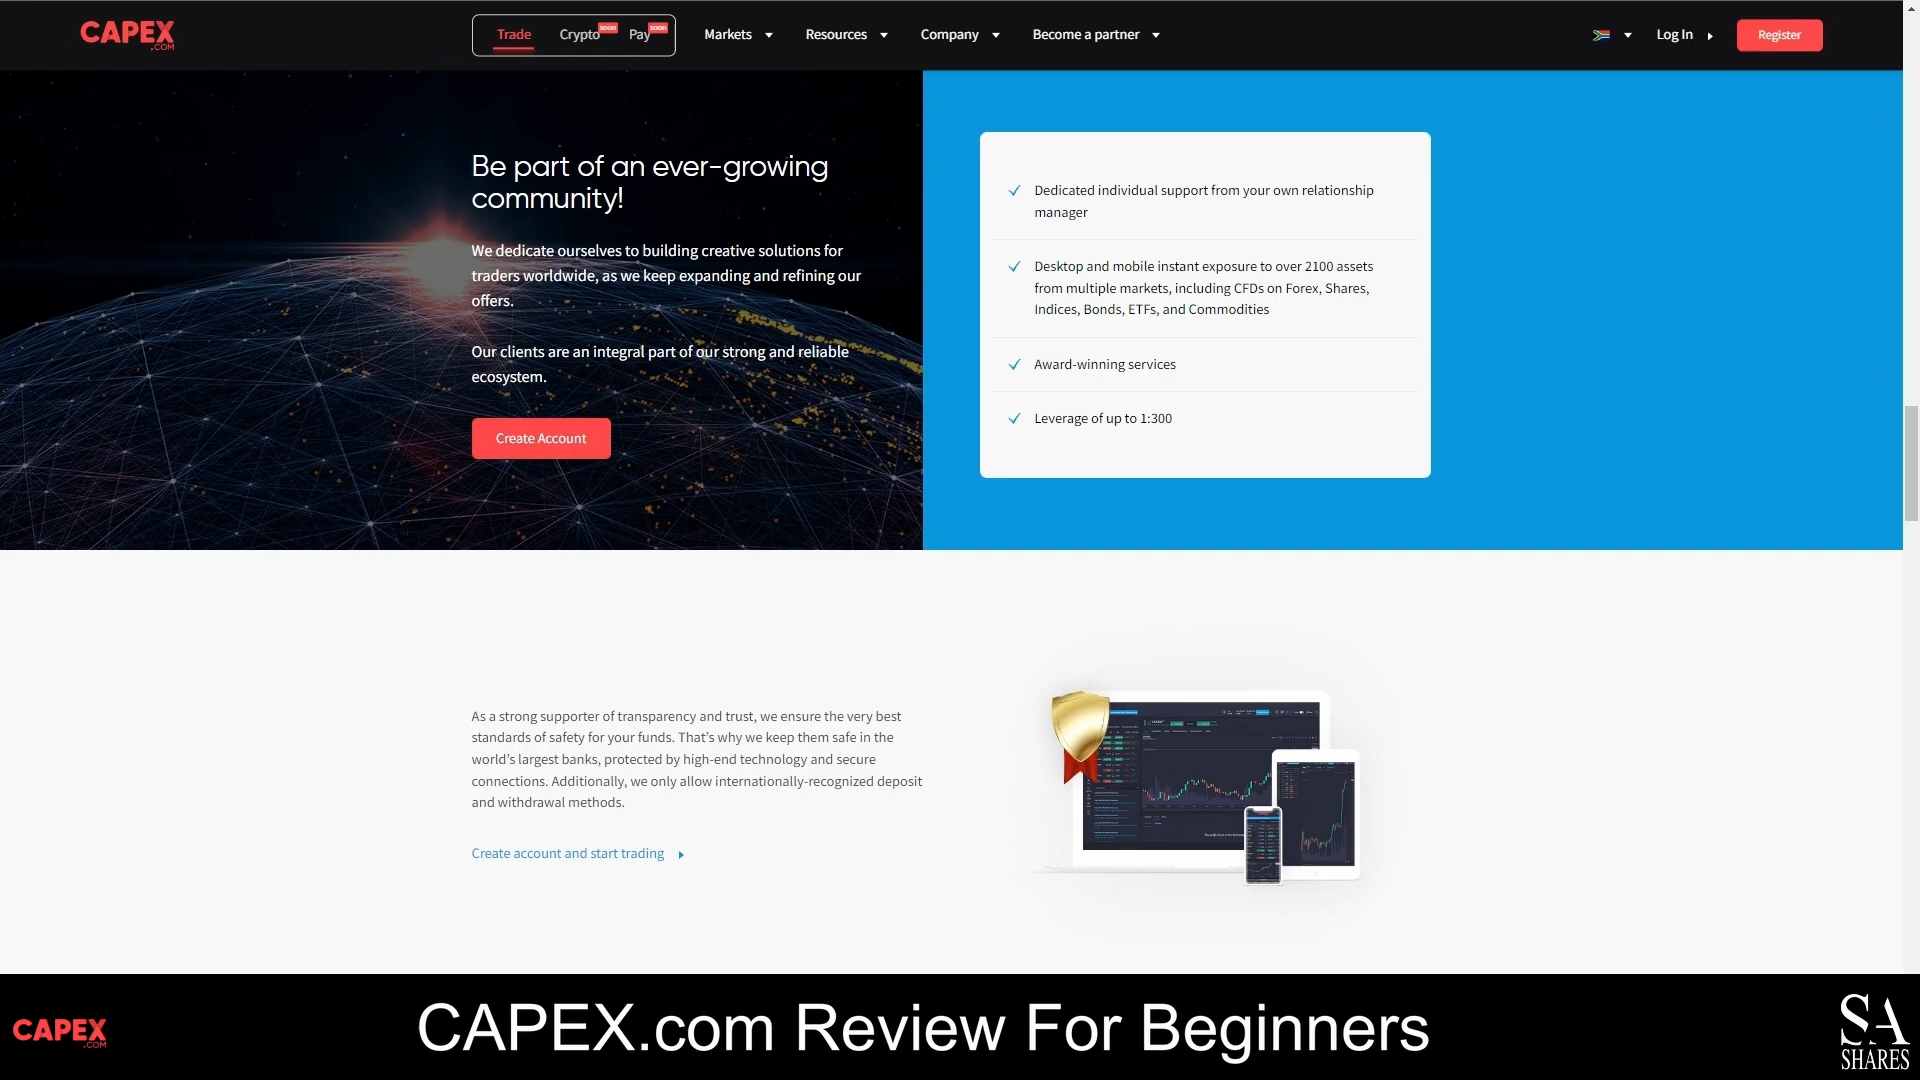 CAPEX
.COM
Trade
Crypto
soon
Pay
soon
Markets
Resources
Company
Become a partner
Log In
Register
Be part of an ever-growing
community!
We dedicate ourselves to building creative solutions for
traders worldwide, as we keep expanding and refining our
offers.
Our clients are an integral part of our strong and reliable
ecosystem.
Create Account
Dedicated individual support from your own relationship
manager
Desktop and mobile instant exposure to over 2100 assets
from multiple markets, including CFDs on Forex, Shares,
Indices, Bonds, ETFs, and Commodities
Award-winning services
Leverage of up to 1:300
As a strong supporter of transparency and trust, we ensure the very best
standards of safety for your funds. That’s why we keep them safe in the
world’s largest banks, protected by high-end technology and secure
connections. Additionally, we only allow internationally-recognized deposit
and withdrawal methods.
Create account and start trading
CAPEX
.COM
CAPEX.com Review For Beginners
SA
SHARES